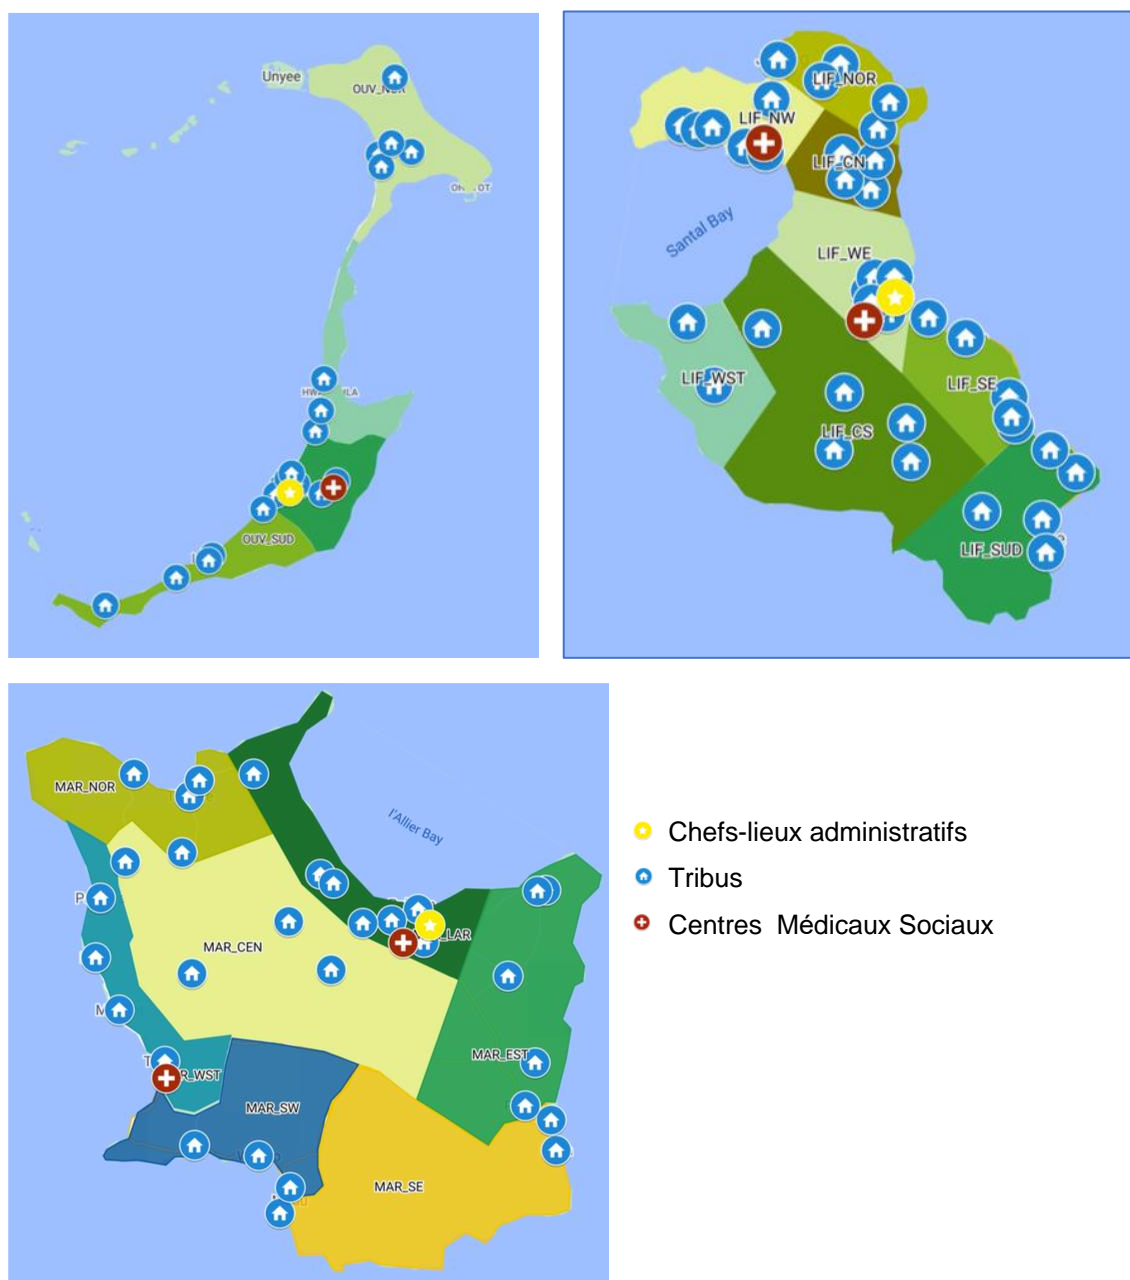 Unyee
OUV_SUD
LIF_NOR
LIF_NW
LIF_CN
Santal Bay
LIF_WE
LIF_WST
LIF_SE
LIF_CS
LIF_SUD
MAR_NOR
l'Allier Bay
MAR_CEN
MAR_EST
MAR_SW
MAR_SE
Chefs-lieux administratifs
Tribus
Centres Médicaux Sociaux